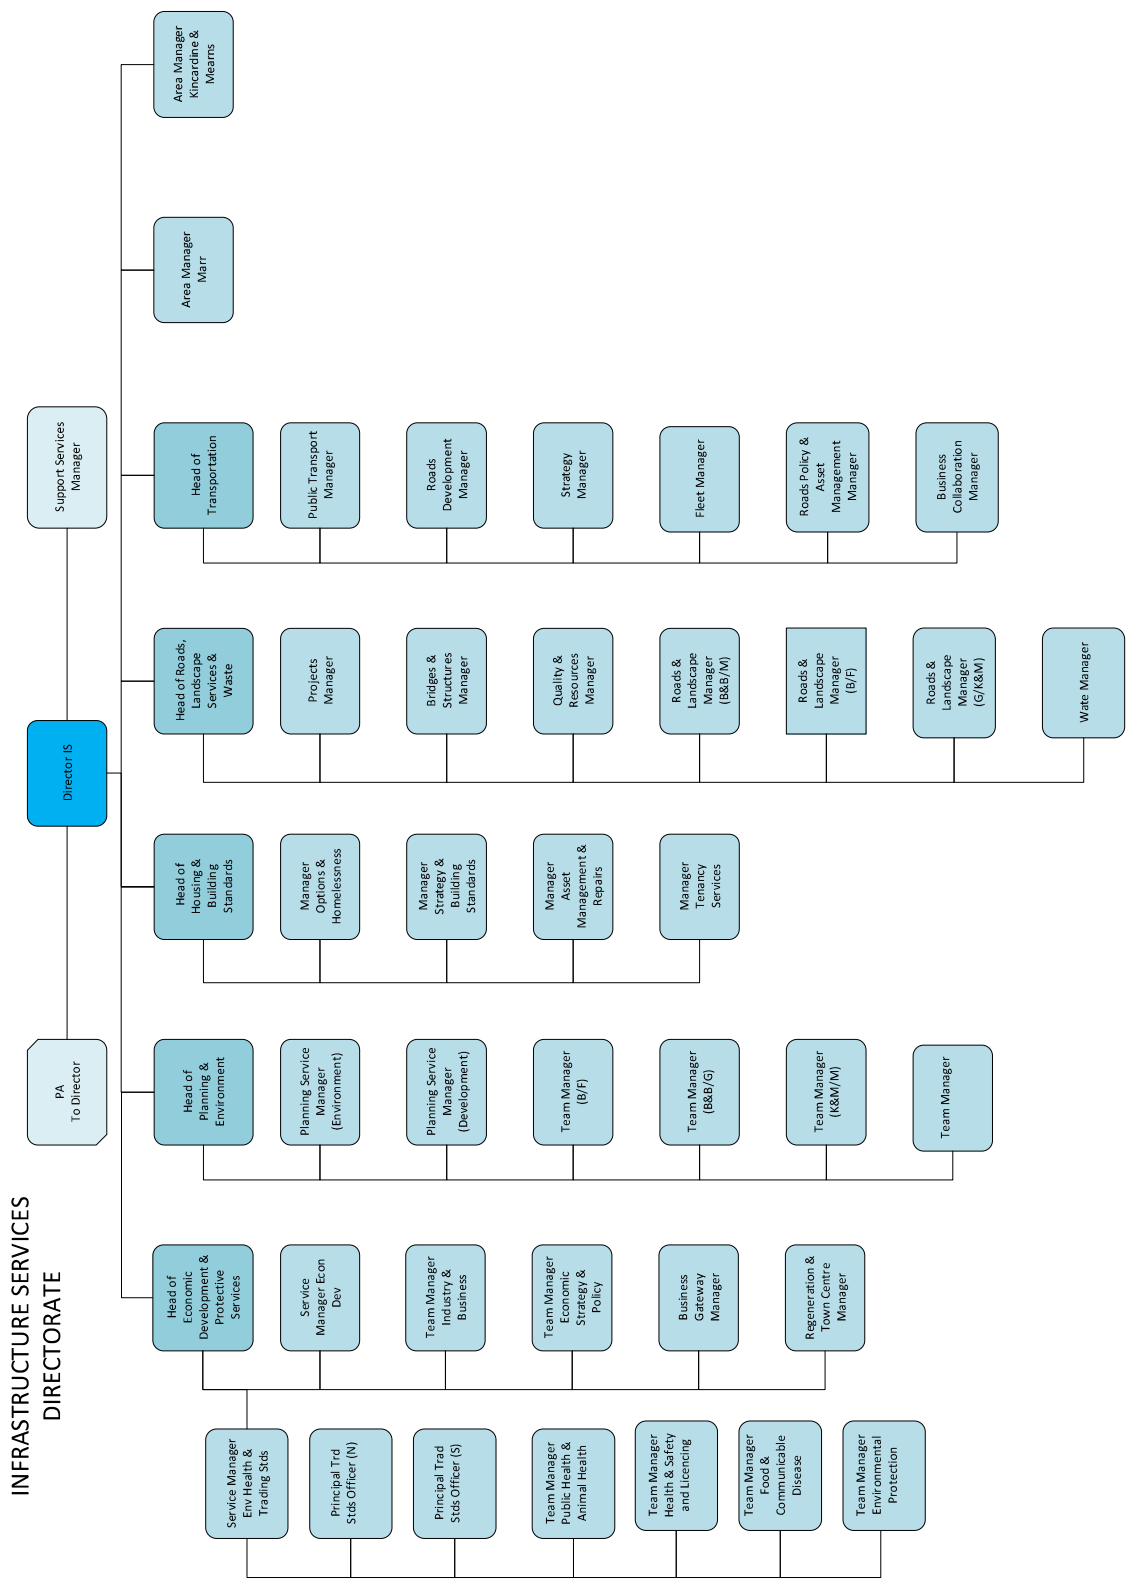 INFRASTRUCTURE SERVICES
DIRECTORATE
PA
To Director
Director IS
Support Services
Manager
Head of
Economic
Development &
Protective
Services
Head of
Planning &
Environment
Head of
Housing &
Building
Standards
Head of Roads,
Landscape
Services &
Waste
Head of
Transportation
Area Manager
Marr
Area Manager
Kincardine &
Mearns
Service Manager
Env Health &
Trading Stds
Principal Trd
Stds Officer (N)
Principal Trad
Stds Officer (S)
Team Manager
Public Health &
Animal Health
Team Manager
Health & Safety
and Licencing
Team Manager
Food &
Communicable
Disease
Team Manager
Environmental
Protection
Service
Manager Econ
Dev
Team Manager
Industry &
Business
Team Manager
Economic
Strategy &
Policy
Business
Gateway
Manager
Regeneration &
Town Centre
Manager
Planning Service
Manager
(Environment)
Planning Service
Manager
(Development)
Team Manager
(B/F)
Team Manager
(B&B/G)
Team Manager
(K&M/M)
Team Manager
Manager
Options &
Homelessness
Manager
Strategy &
Building
Standards
Manager
Asset
Management &
Repairs
Manager
Tenancy
Services
Projects
Manager
Bridges &
Structures
Manager
Quality &
Resources
Manager
Roads &
Landscape
Manager
(B&B/M)
Roads &
Landscape
Manager
(B/F)
Roads &
Landscape
Manager
(G/K&M)
Wate Manager
Public Transport
Manager
Roads
Development
Manager
Strategy
Manager
Fleet Manager
Roads Policy &
Asset
Management
Manager
Business
Collaboration
Manager